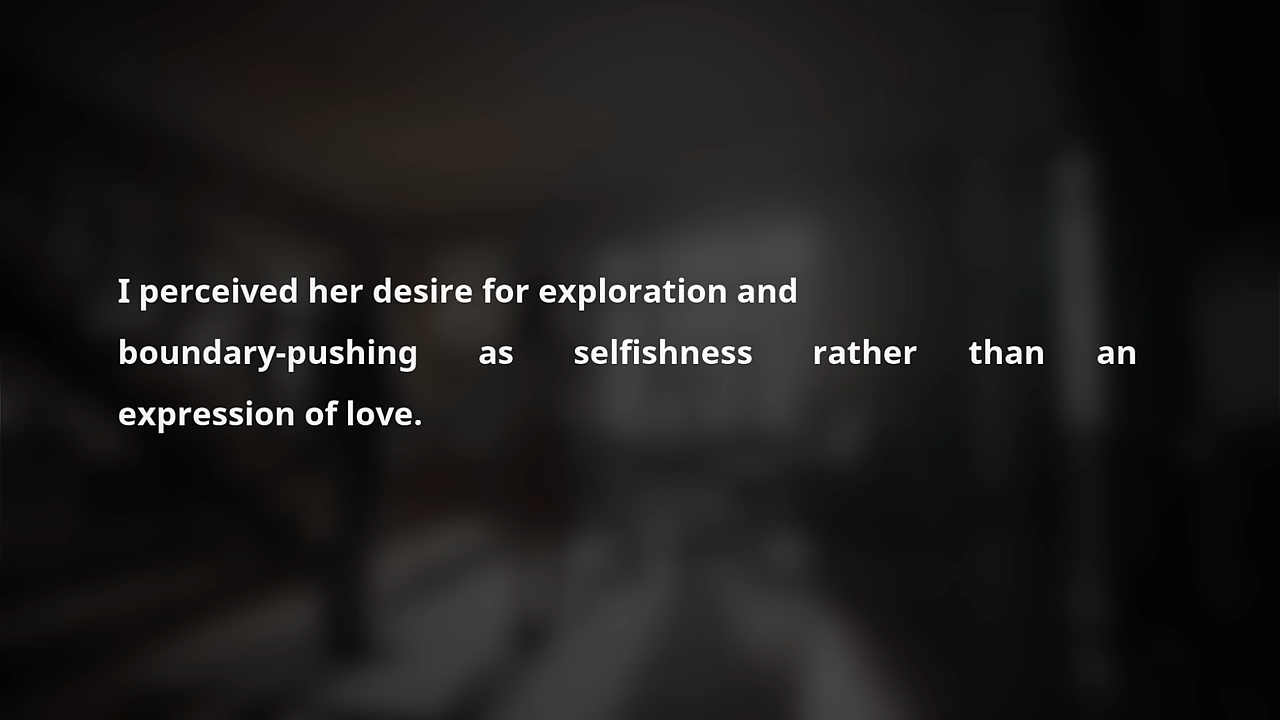 I perceived her desire for exploration and
boundary-pushing as selfishness rather than an
expression of love.